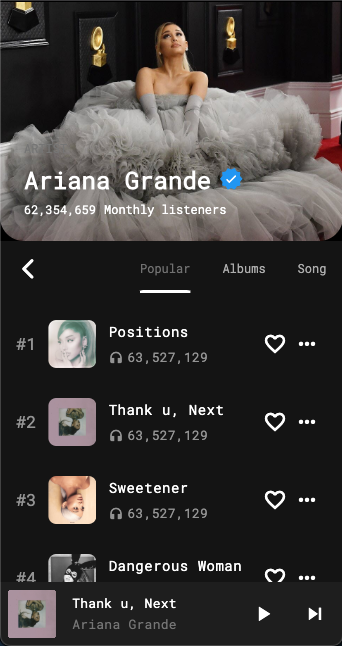 ARTIST
Ariana Grande
62,354,659 Monthly listeners
Popular Albums Song
#1 Positions
63,527,129
#2 Thank u, Next
63,527,129
#3 Sweetener
63,527,129
#4 Dangerous Woman
Thank u, Next
Ariana Grande